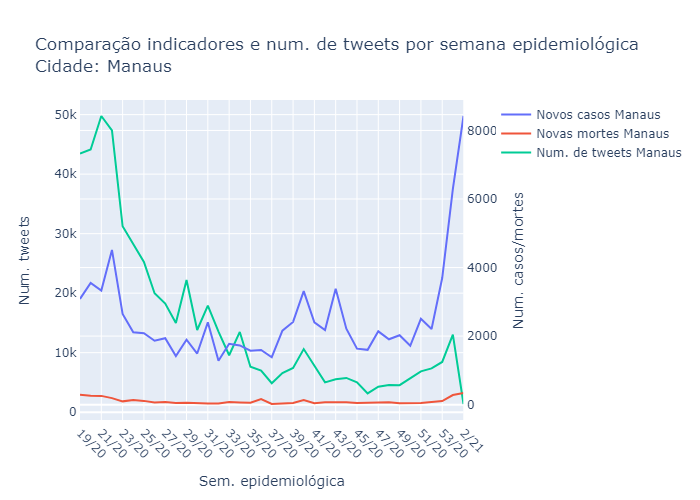 Comparação indicadores e num. de tweets por semana epidemiológica
Cidade: Manaus
Novos casos Manaus
Novas mortes Manaus
Num. de tweets Manaus
50k
40k
30k
20k
10k
0
Num. tweets
8000
6000
4000
2000
0
Num. casos/mortes
19/20
21/20
23/20
25/20
27/20
29/20
31/20
33/20
35/20
37/20
39/20
41/20
43/20
45/20
47/20
49/20
51/20
53/20
2/21
Sem. epidemiológica